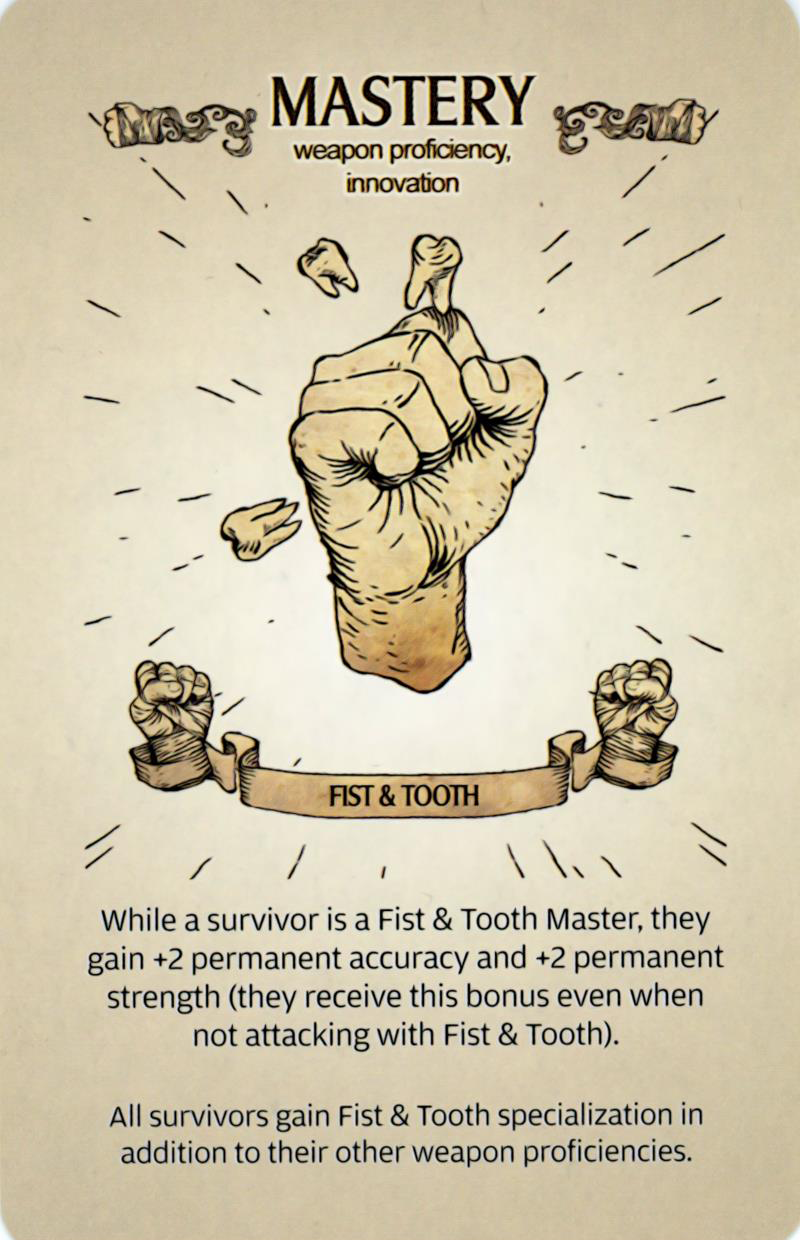 MASTERY
weapon proficiency,
innovation
FIST & TOOTH
While a survivor is a Fist & Tooth Master, they
gain +2 permanent accuracy and +2 permanent
strength (they receive this bonus even when
not attacking with Fist & Tooth).
All survivors gain Fist & Tooth specialization in
addition to their other weapon proficiencies.